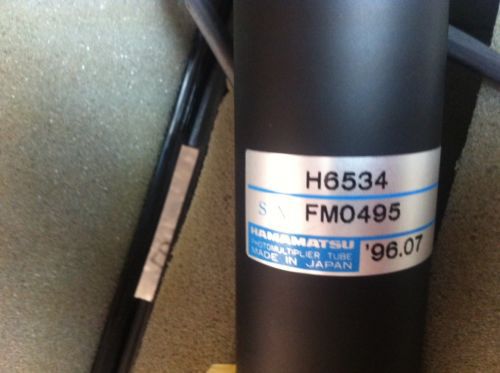 H6534
S/N FM0495
HAMAMATSU
PHOTOMULTIPLIER TUBE
MADE IN JAPAN
'96.07